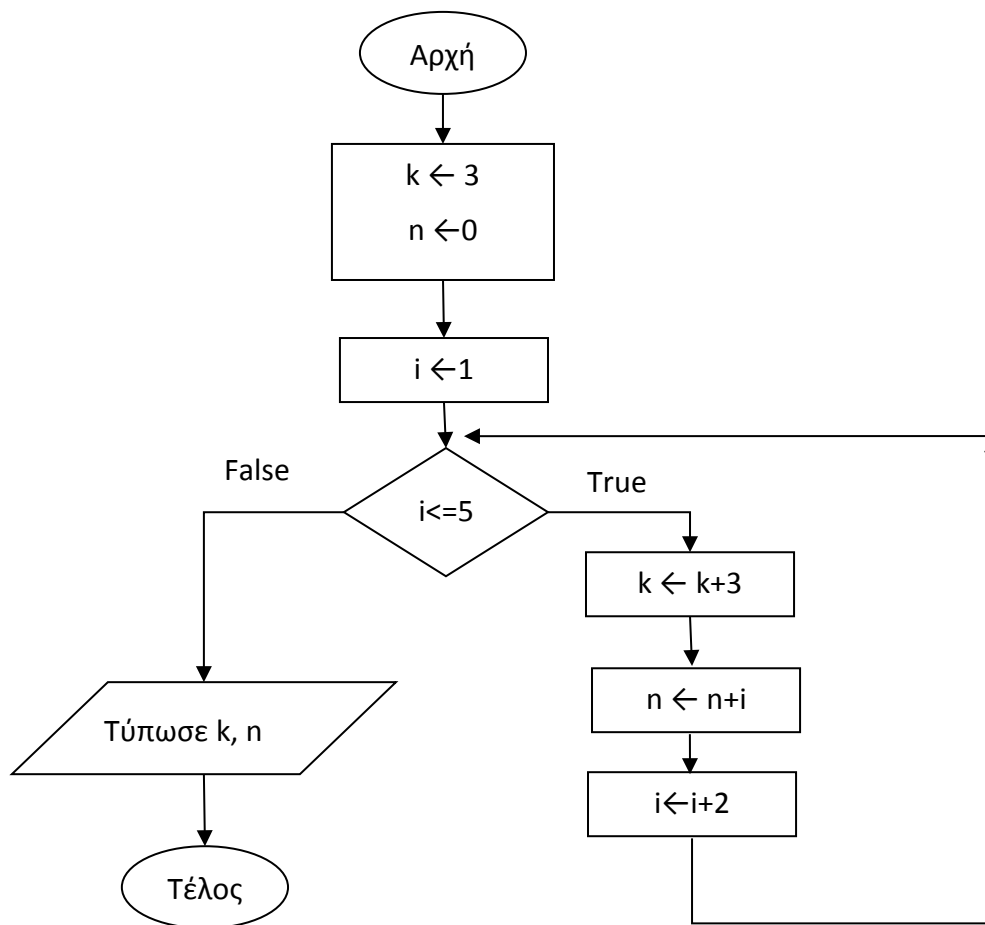 Αρχή
k ← 3
n ←0
i ←1
False
True
i<=5
k ← k+3
n ← n+i
i←i+2
Τύπωσε k, n
Τέλος